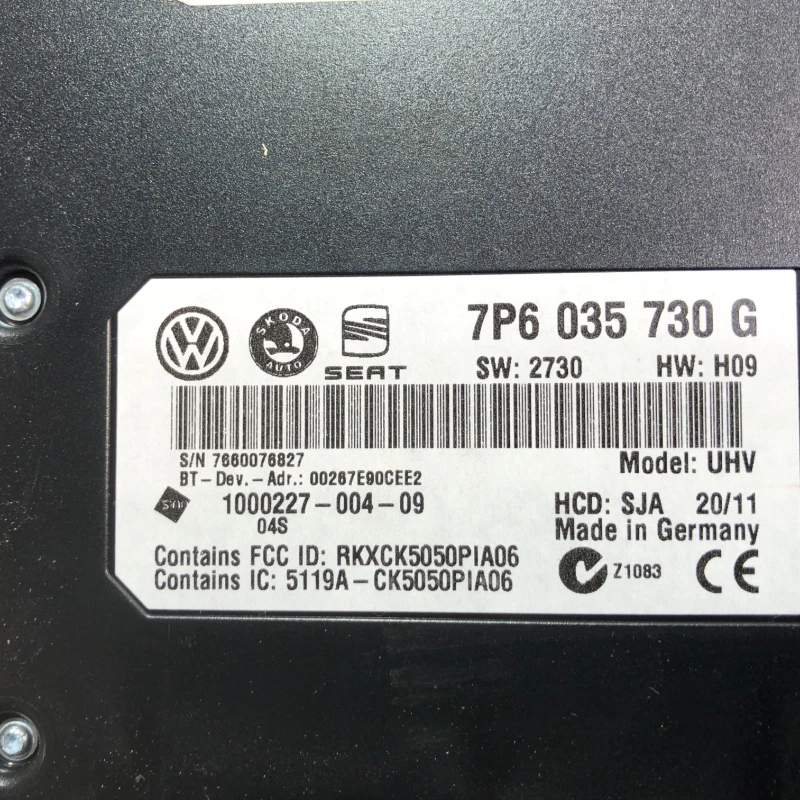 SKODA
AUTO
SEAT
7P6 035 730 G
SW: 2730 HW: H09
S/N 7660076827
BT-Dev.-Adr.: 00267E90CEE2
Model: UHV
1000227-004-09
04S
HCD: SJA 20/11
Made in Germany
Contains FCC ID: RKXCK5050PIA06
Contains IC: 5119A-CK5050PIA06
Z1083
CE